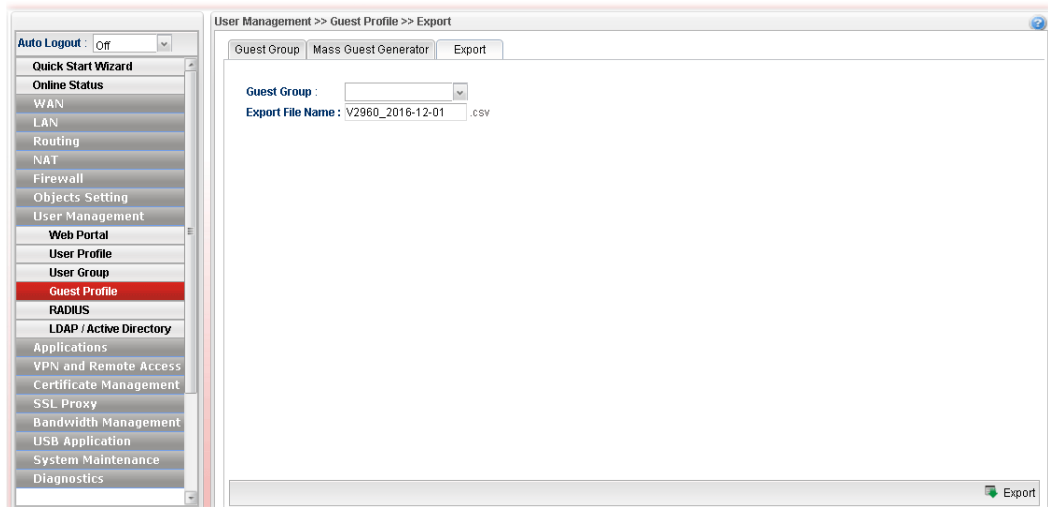 User Management >> Guest Profile >> Export
Auto Logout : Off
Quick Start Wizard
Online Status
WAN
LAN
Routing
NAT
Firewall
Objects Setting
User Management
Web Portal
User Profile
User Group
Guest Profile
RADIUS
LDAP / Active Directory
Applications
VPN and Remote Access
Certificate Management
SSL Proxy
Bandwidth Management
USB Application
System Maintenance
Diagnostics
Guest Group Mass Guest Generator Export
Guest Group :
Export File Name : V2960_2016-12-01 .csv
Export